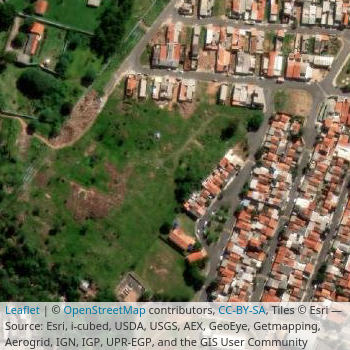 Leaflet | © OpenStreetMap contributors, CC-BY-SA, Tiles © Esri —
Source: Esri, i-cubed, USDA, USGS, AEX, GeoEye, Getmapping,
Aerogrid, IGN, IGP, UPR-EGP, and the GIS User Community